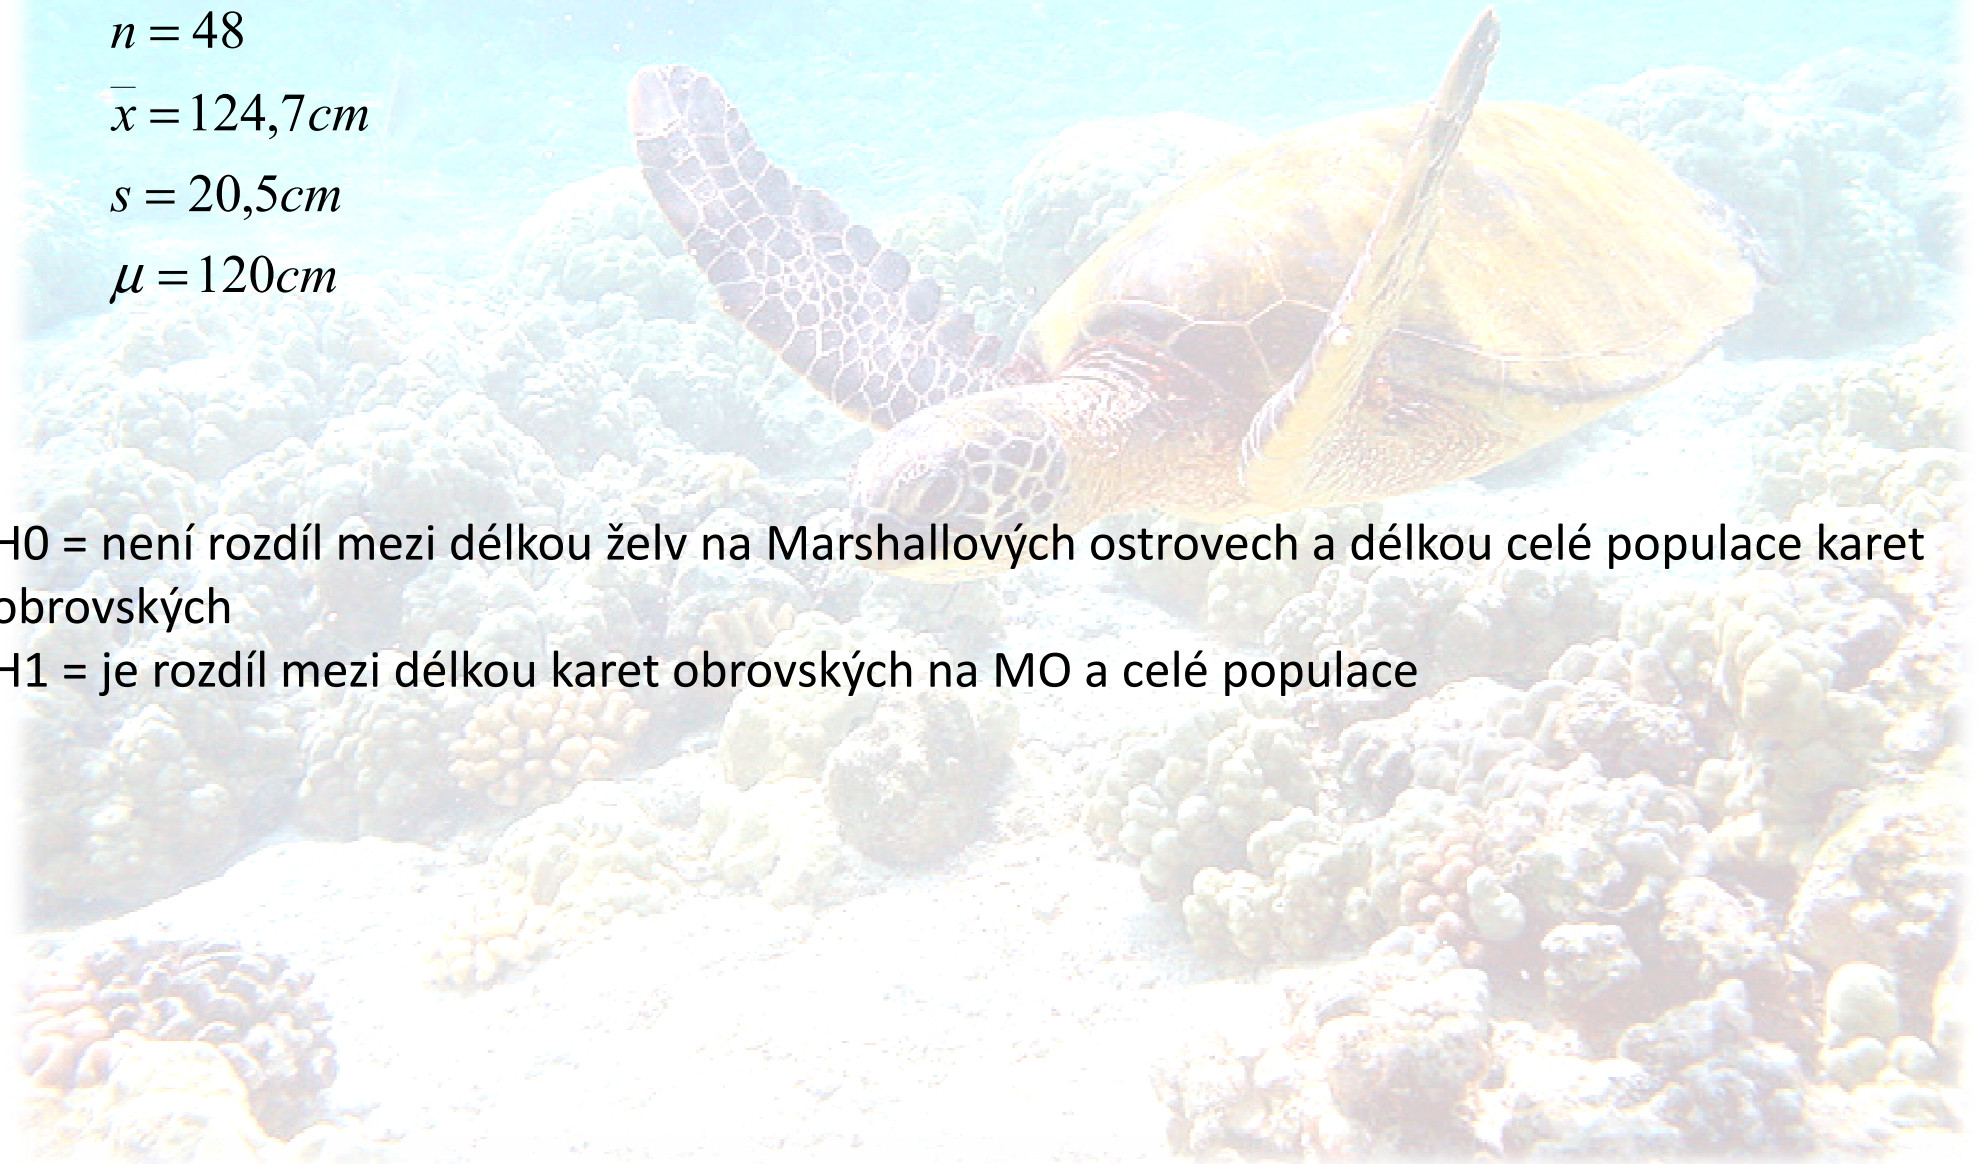 n = 48
x̄ = 124,7cm
s = 20,5cm
μ = 120cm
H0 = není rozdíl mezi délkou želv na Marshallových ostrovech a délkou celé populace karet
obrovských
H1 = je rozdíl mezi délkou karet obrovských na MO a celé populace